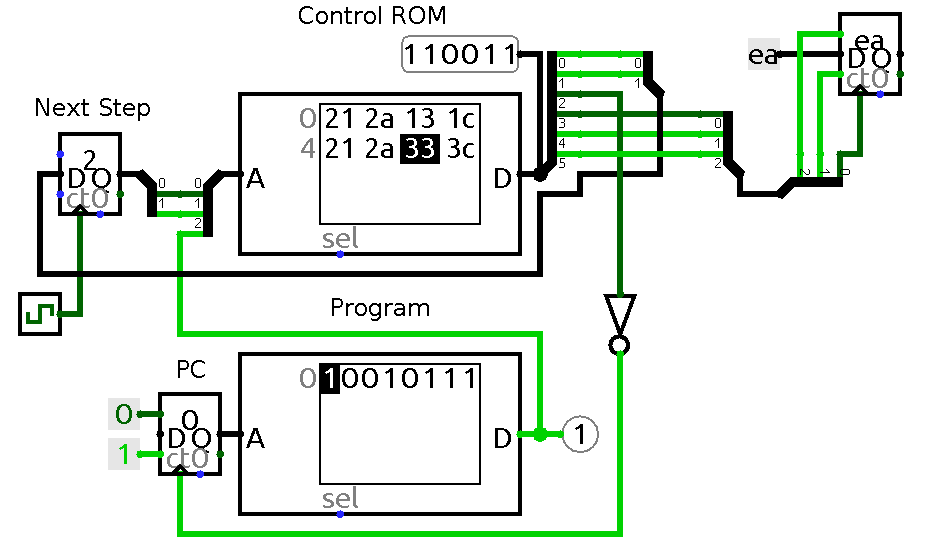 Control ROM
110011
0 1 2 3 4 5
0 1
0 1 2
ea
ea
D Q
ct0
2 1 0
Next Step
2
D Q
ct0
0 1
0 1 2
A
0 21 2a 13 1c
4 21 2a 33 3c
D
sel
Program
PC
0
1
0
D Q
ct0
A
0 10010111
D
1
sel